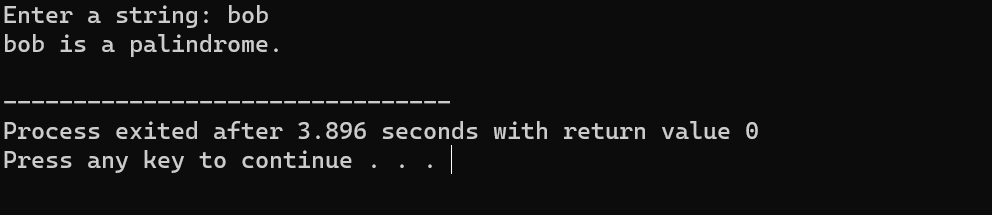 Enter a string: bob
bob is a palindrome.
--------------------------------
Process exited after 3.896 seconds with return value 0
Press any key to continue . . .